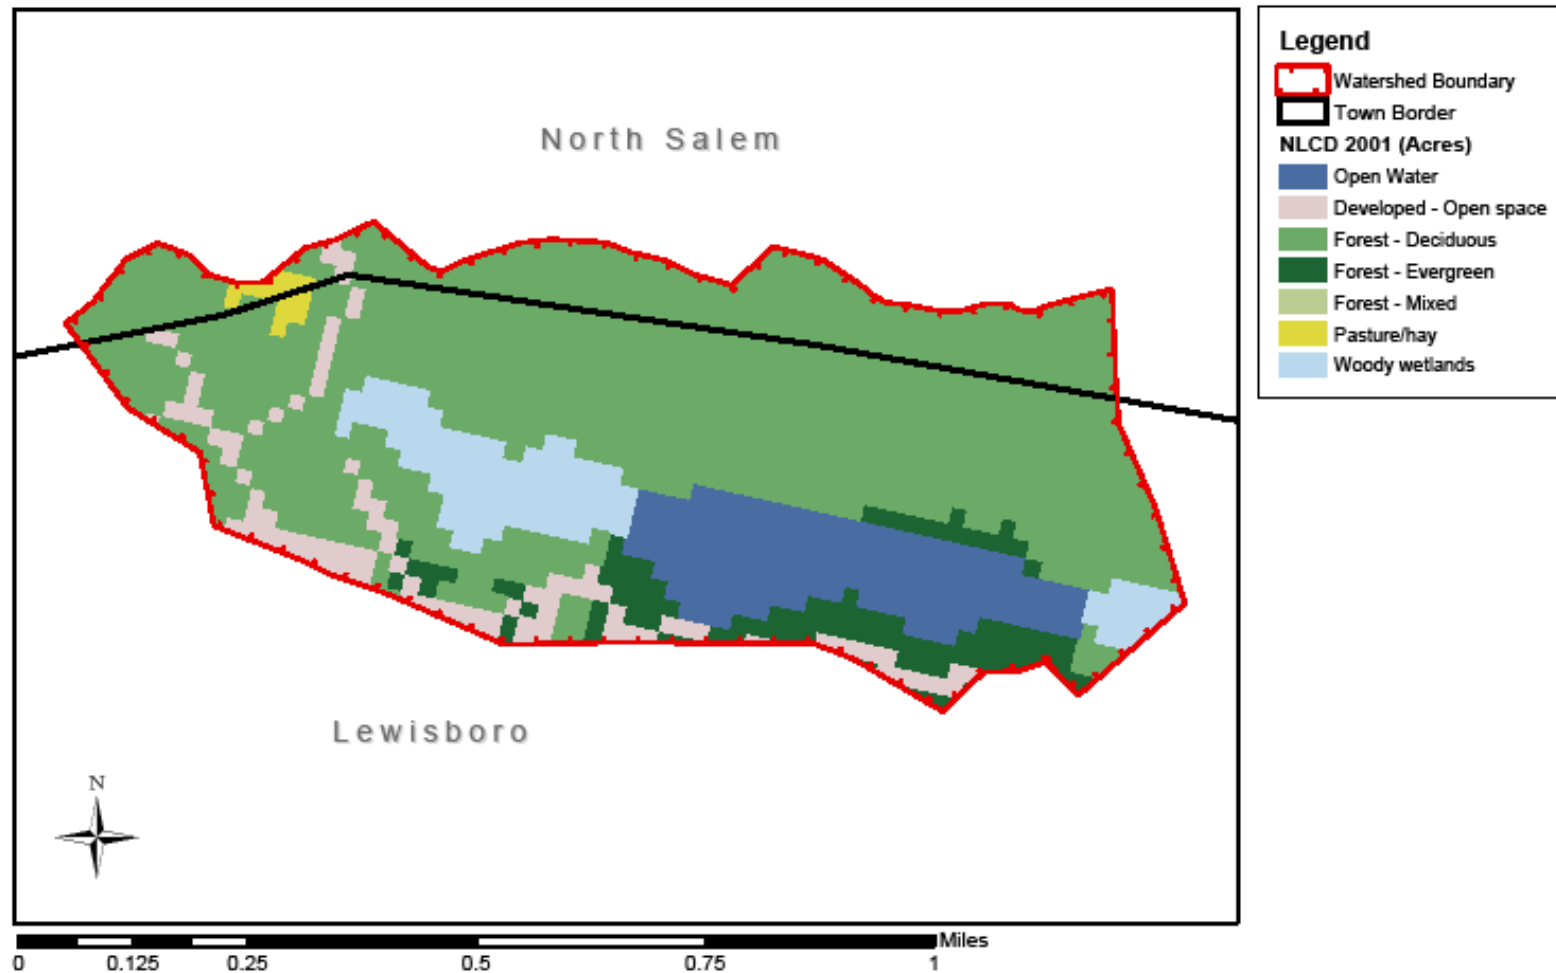 North Salem
Lewisboro
N
0 0.125 0.25 0.5 0.75 1
Miles
Legend
Watershed Boundary
Town Border
NLCD 2001 (Acres)
Open Water
Developed - Open space
Forest - Deciduous
Forest - Evergreen
Forest - Mixed
Pasture/hay
Woody wetlands